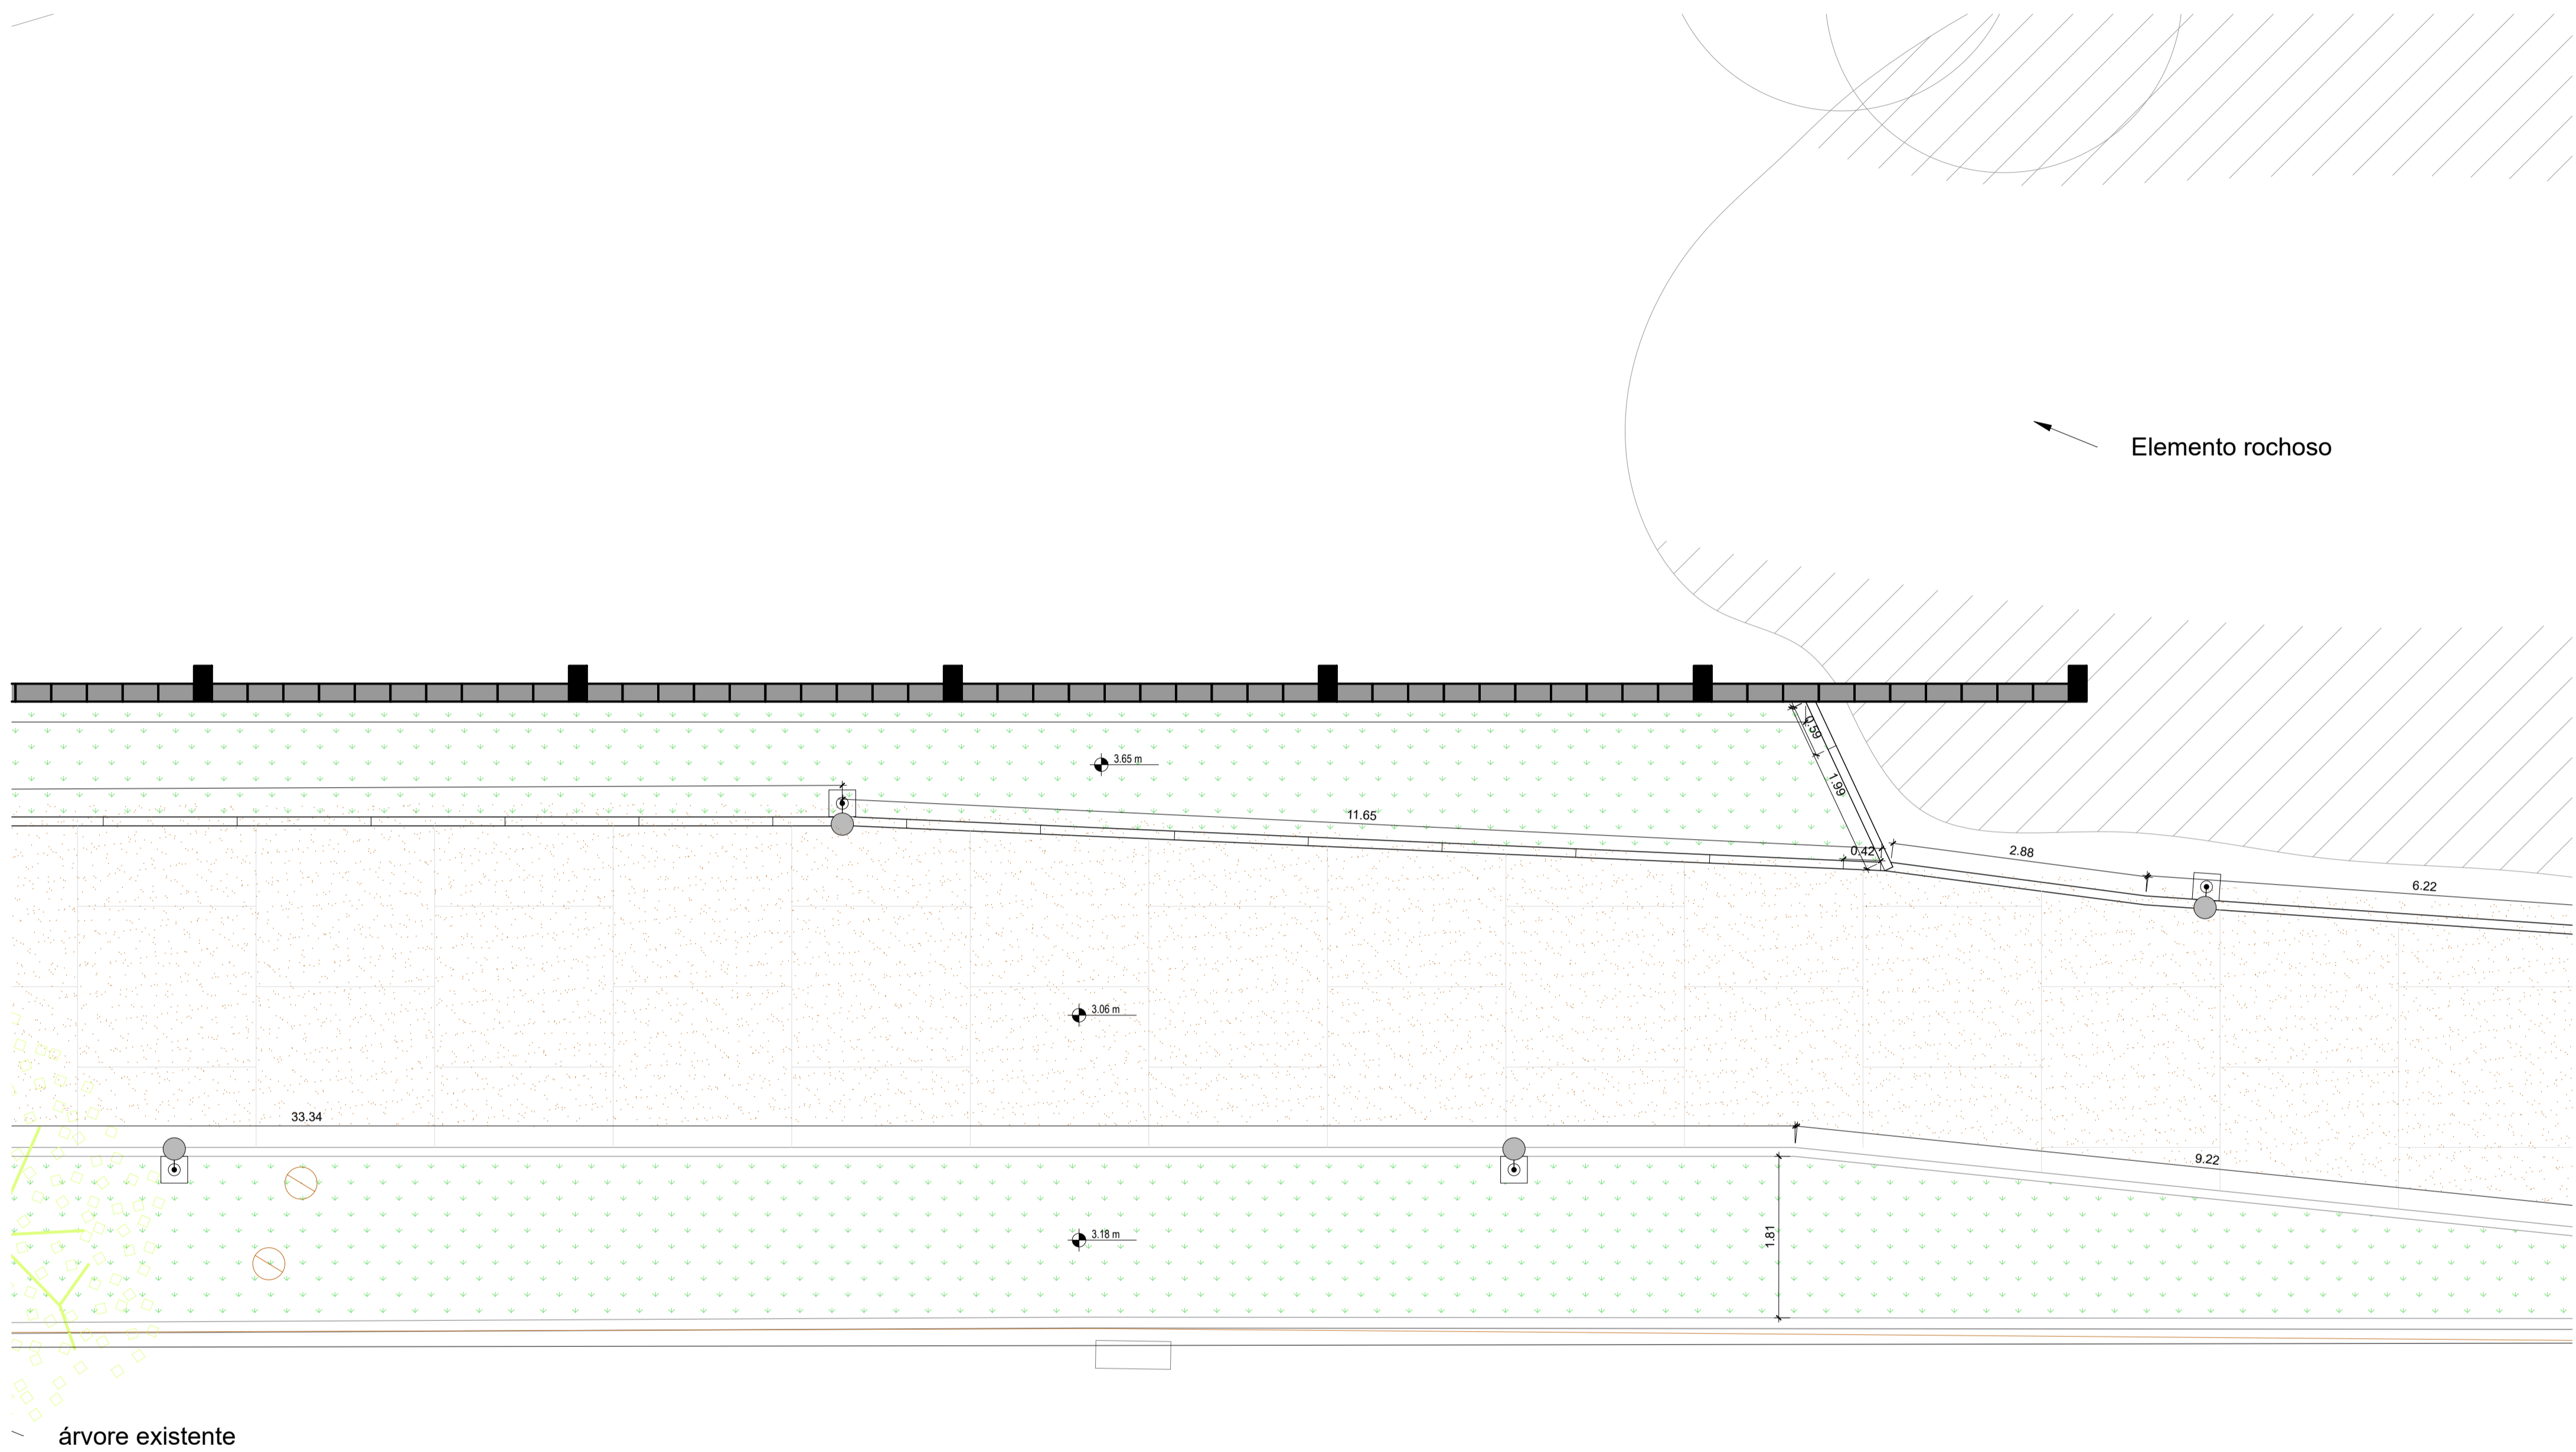 Elemento rochoso
0.59
3.65 m
1.99
11.65
0.42
2.88
6.22
3.06 m
33.34
9.22
1.81
3.18 m
árvore existente